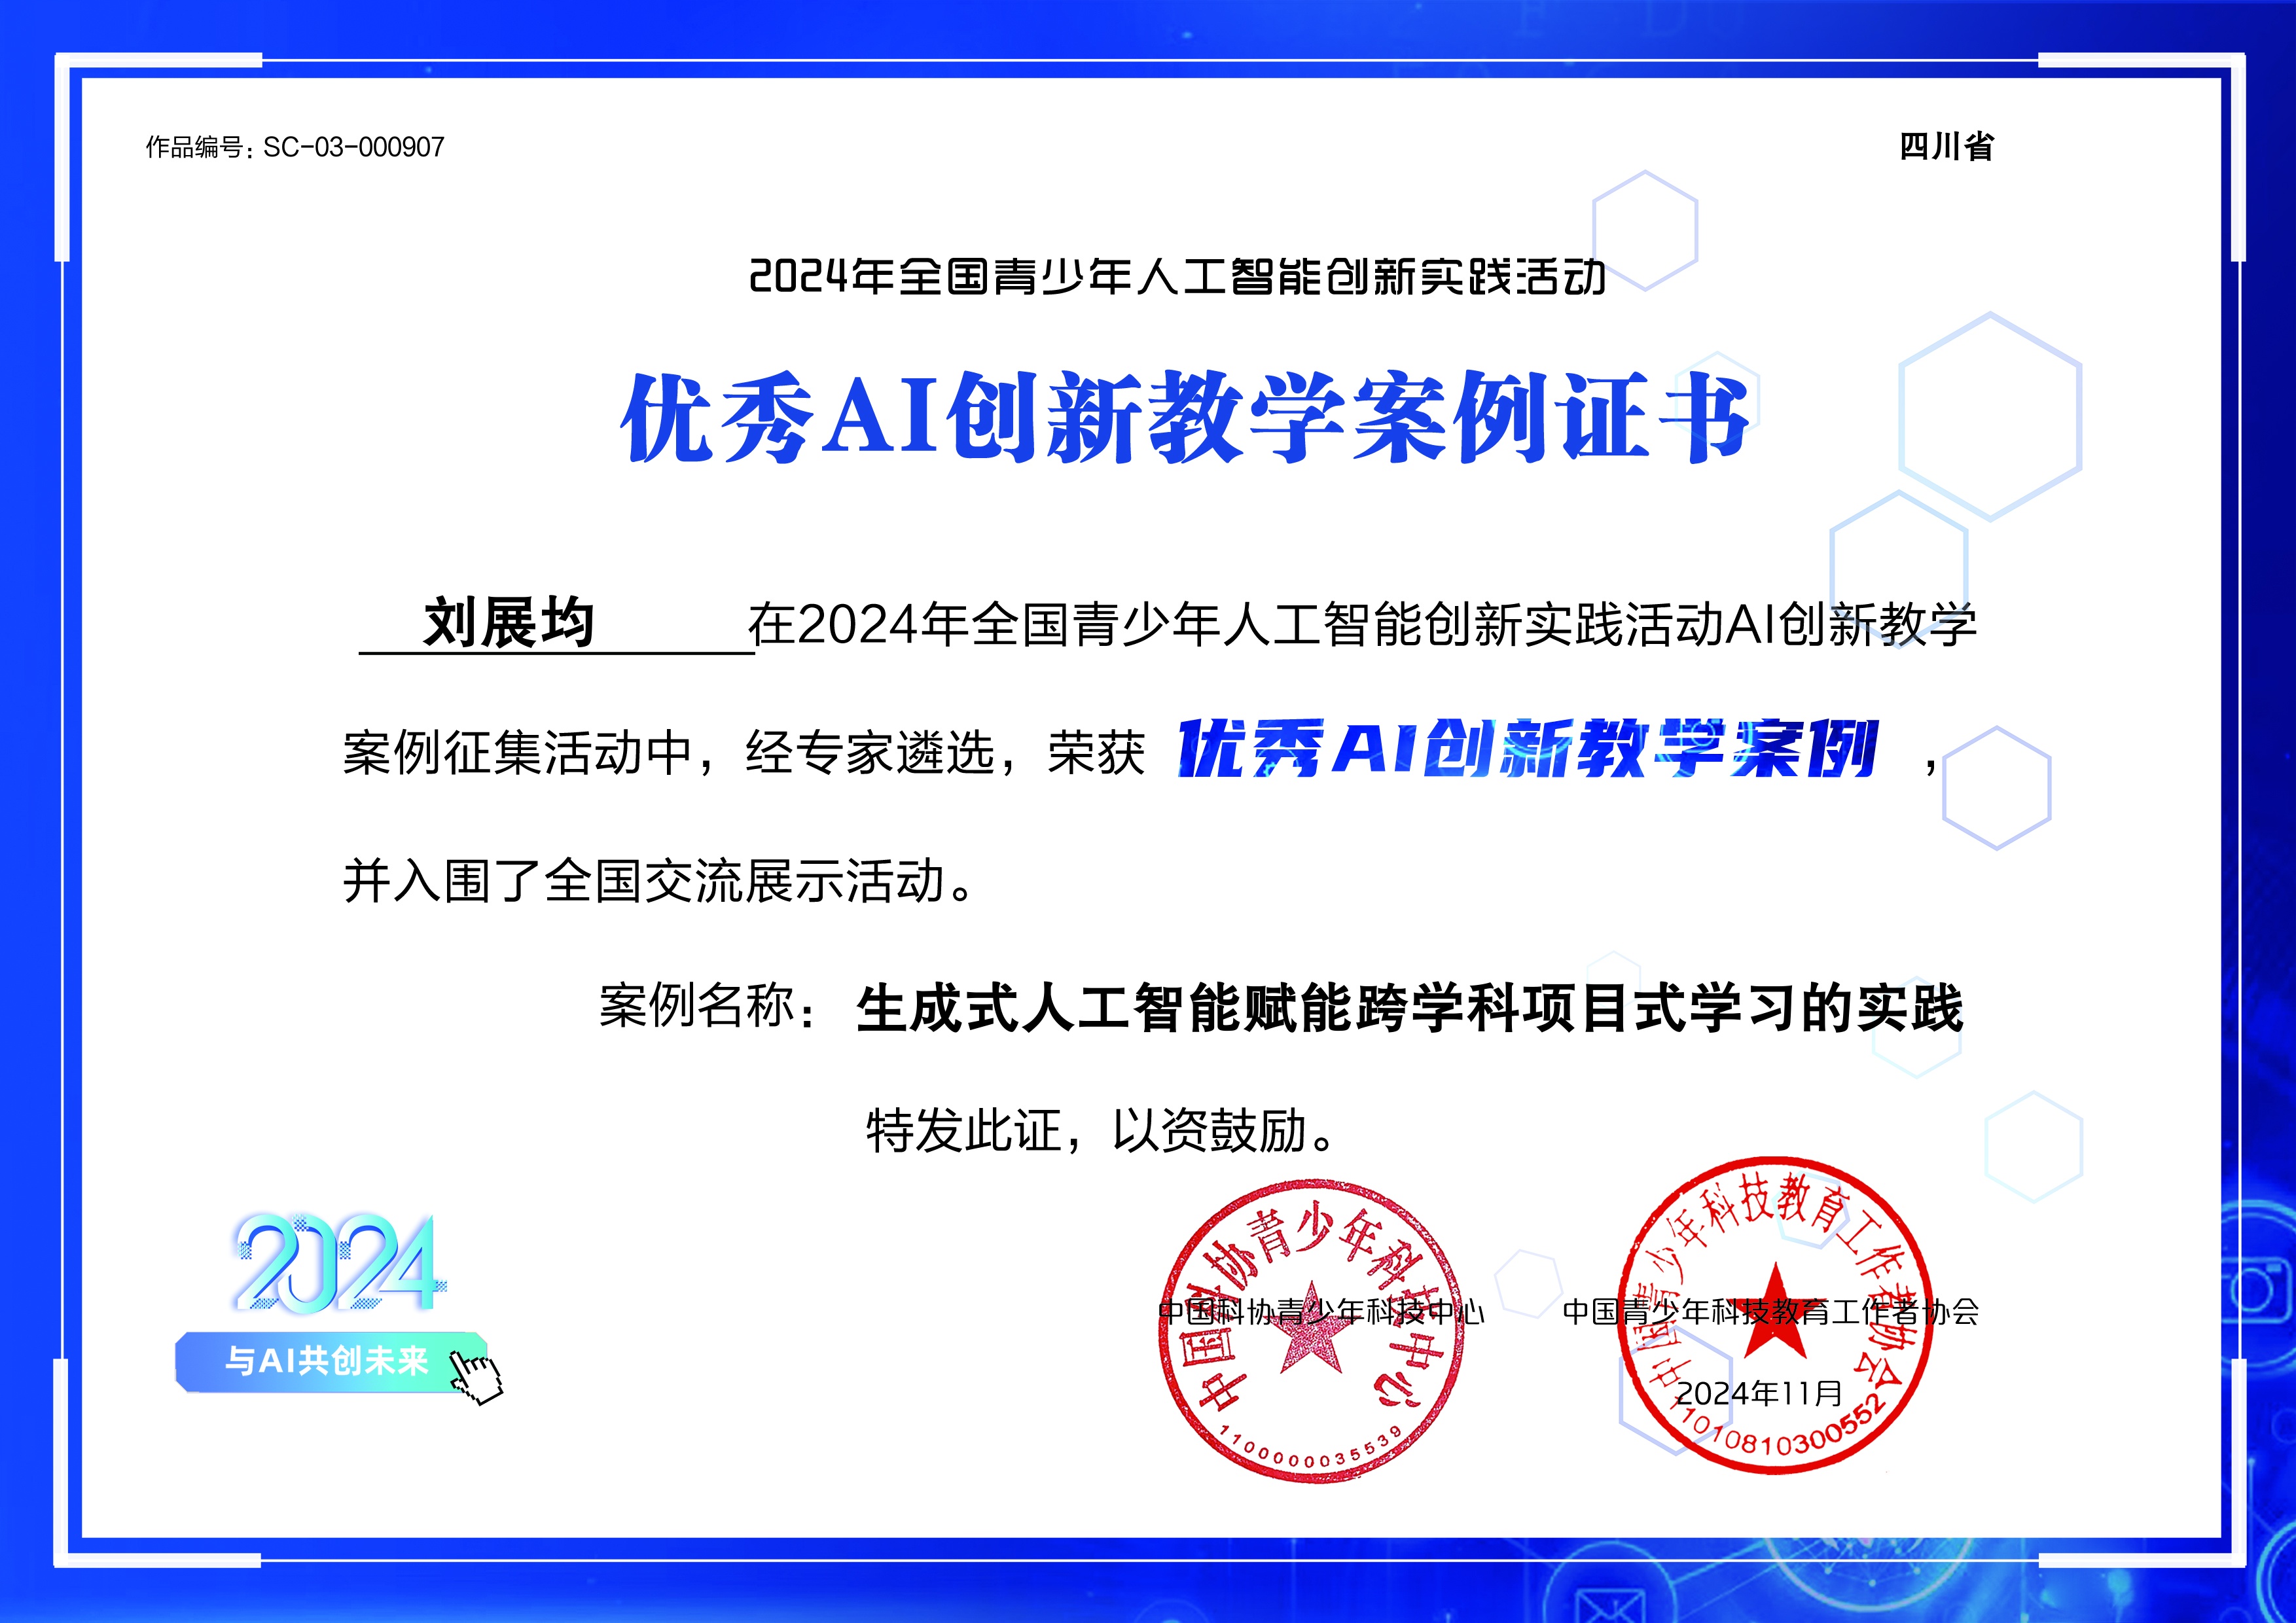 作品编号：SC-03-000907
四川省
2024年全国青少年人工智能创新实践活动
优秀AI创新教学案例证书
刘展均 在2024年全国青少年人工智能创新实践活动AI创新教学
案例征集活动中，经专家遴选，荣获 优秀AI创新教学案例 ，
并入围了全国交流展示活动。
案例名称： 生成式人工智能赋能跨学科项目式学习的实践
特发此证，以资鼓励。
2024
与AI共创未来
中国科协青少年科技中心
中国科协青少年科技中心
1100000035539
中国青少年科技教育工作者协会
中国青少年科技教育工作者协会
2024年11月
11010810300552